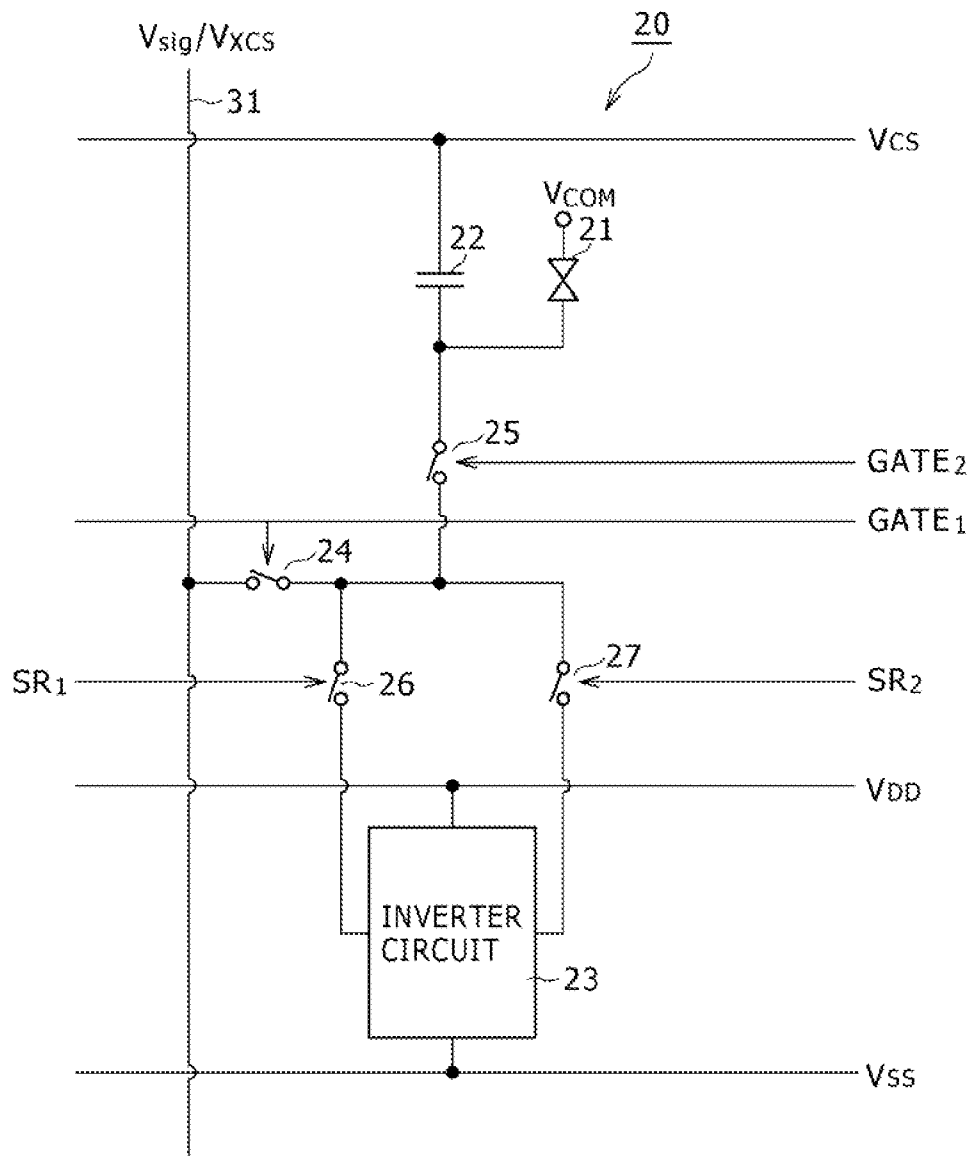 20
Vsig/VXCS
31
VCS
VCOM
21
22
25
GATE2
GATE1
24
SR1
26
27
SR2
VDD
INVERTER
CIRCUIT
23
VSS